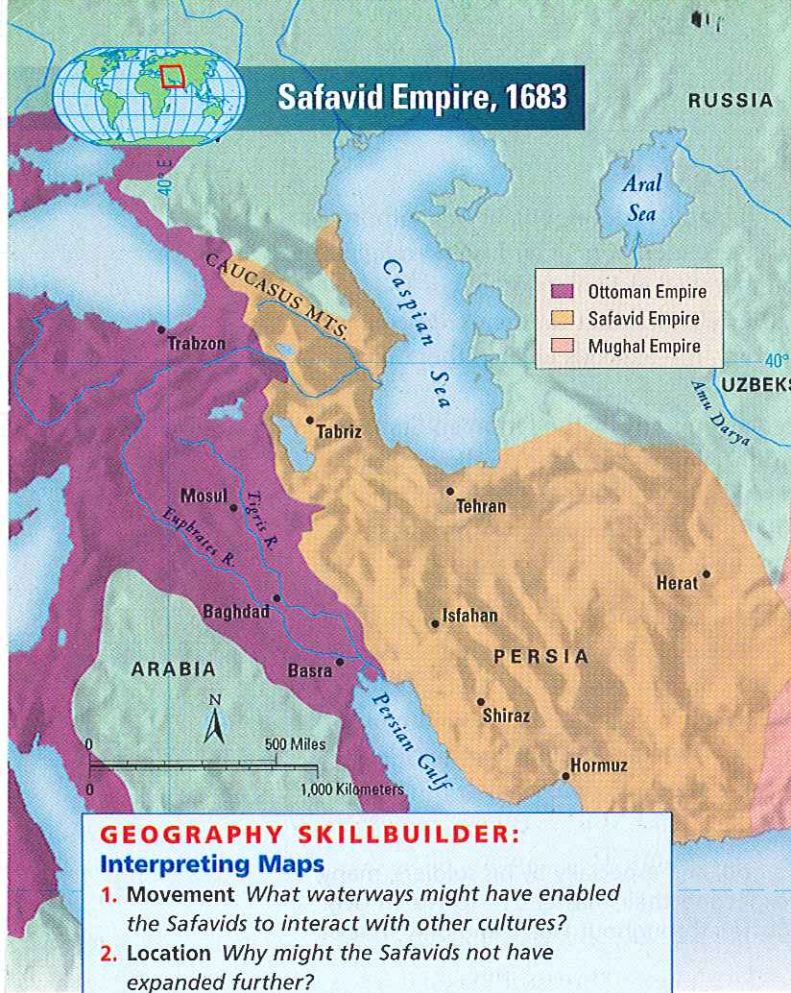 Safavid Empire, 1683
RUSSIA
40° E
Aral
Sea
CAUCASUS MTS.
Caspian
Sea
Ottoman Empire
Safavid Empire
Mughal Empire
Trabzon
40°
UZBEKS
Amu Darya
Tabriz
Mosul
Tigris R.
Tehran
Euphrates R.
Herat
Baghdad
Isfahan
PERSIA
ARABIA
Basra
N
Shiraz
Persian Gulf
0
500 Miles
Hormuz
0
1,000 Kilometers
GEOGRAPHY SKILLBUILDER:
Interpreting Maps
1. Movement What waterways might have enabled
the Safavids to interact with other cultures?
2. Location Why might the Safavids not have
expanded further?